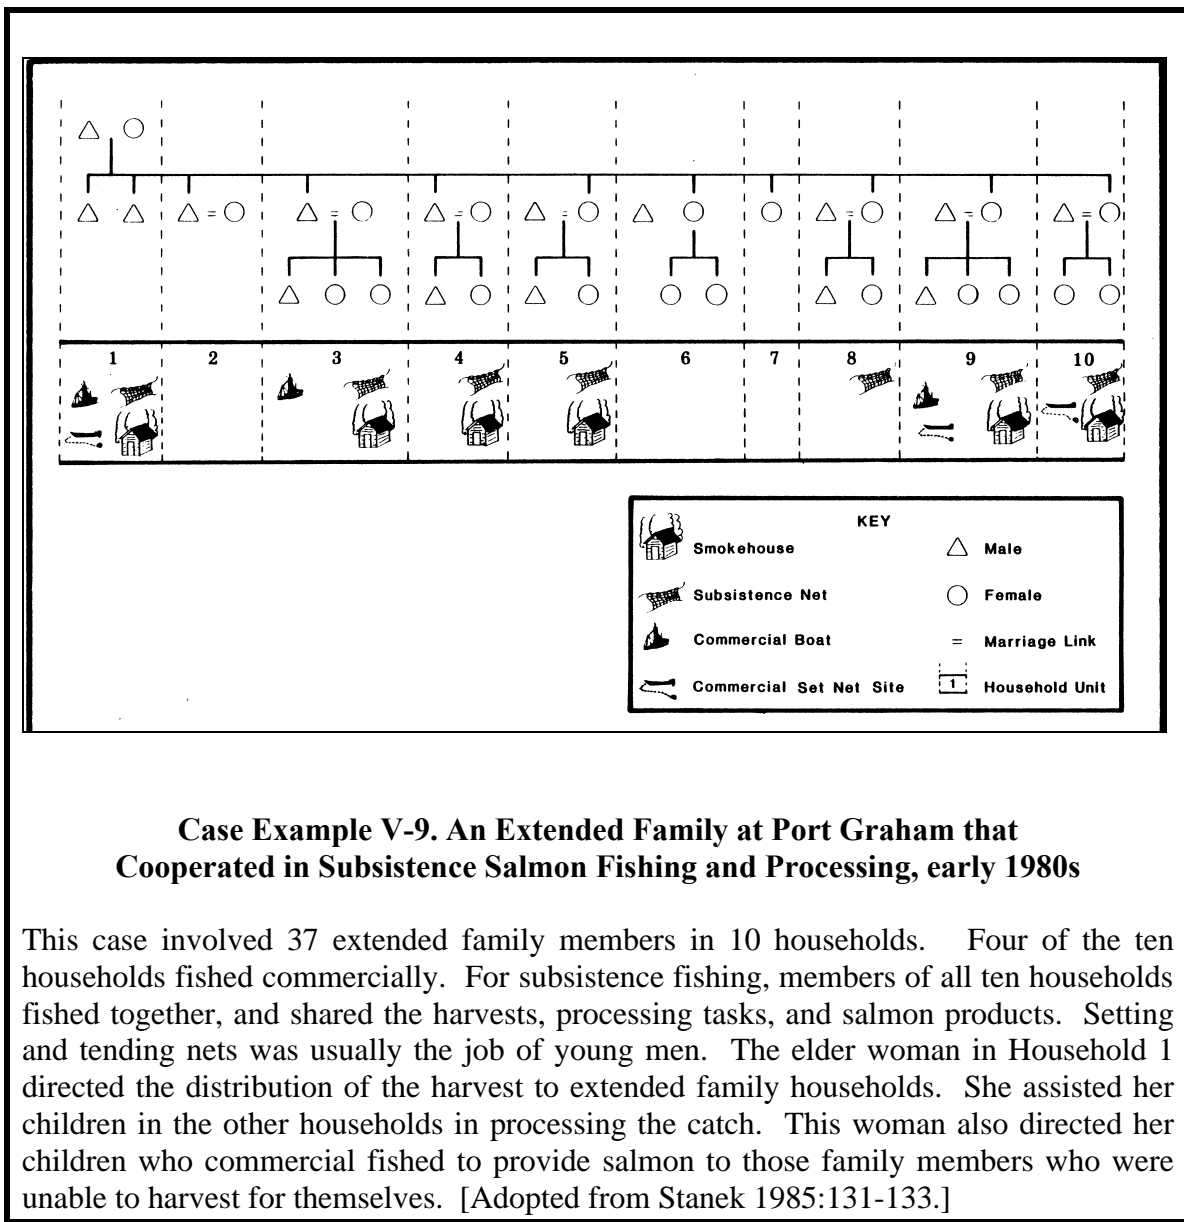 1 2 3 4 5 6 7 8 9 10
KEY
Smokehouse
Male
Subsistence Net
Female
Commercial Boat
= Marriage Link
Commercial Set Net Site
1 Household Unit
Case Example V-9. An Extended Family at Port Graham that
Cooperated in Subsistence Salmon Fishing and Processing, early 1980s
This case involved 37 extended family members in 10 households. Four of the ten
households fished commercially. For subsistence fishing, members of all ten households
fished together, and shared the harvests, processing tasks, and salmon products. Setting
and tending nets was usually the job of young men. The elder woman in Household 1
directed the distribution of the harvest to extended family households. She assisted her
children in the other households in processing the catch. This woman also directed her
children who commercial fished to provide salmon to those family members who were
unable to harvest for themselves. [Adopted from Stanek 1985:131-133.]